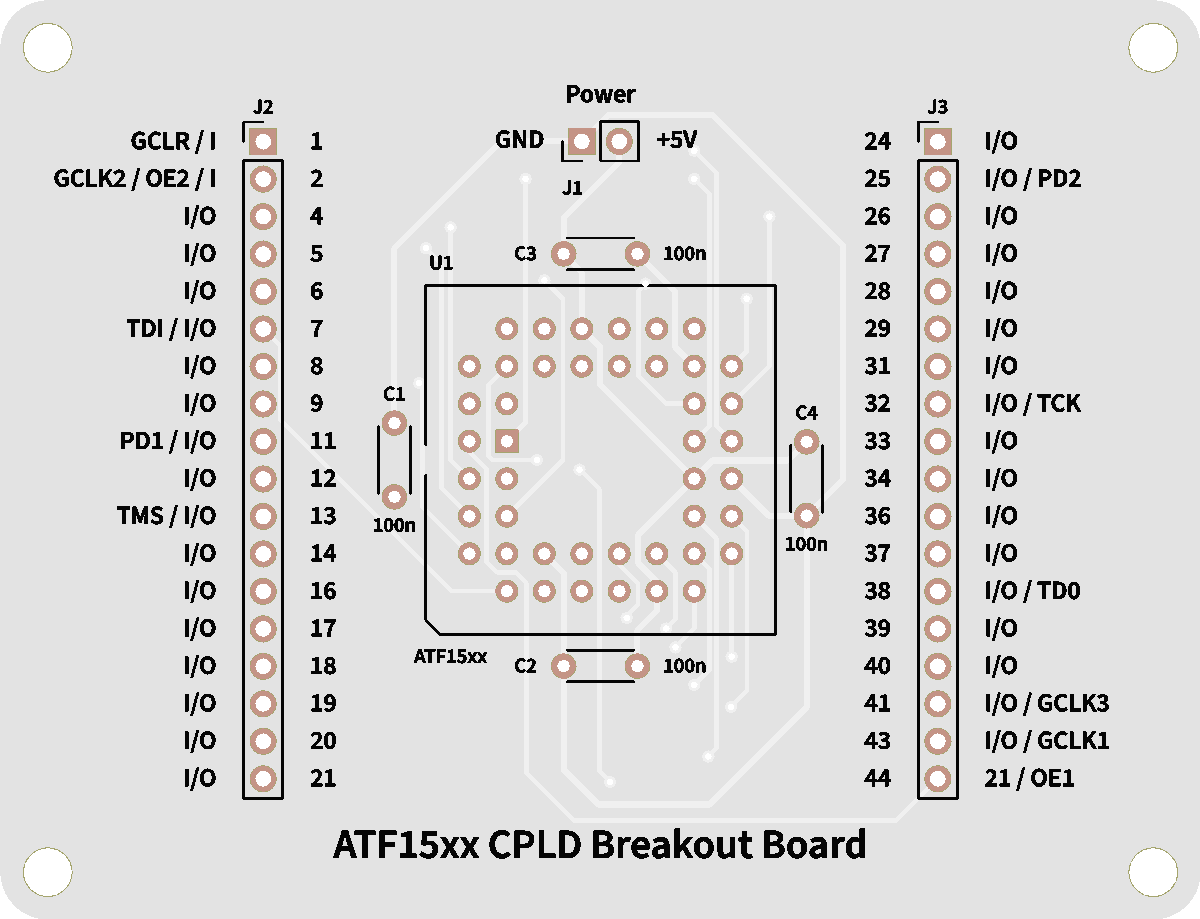 Power
J2
J3
GCLR / I 1
GND +5V
24 I/O
GCLK2 / OE2 / I 2
J1
25 I/O / PD2
I/O 4
26 I/O
I/O 5
C3 100n
27 I/O
U1
I/O 6
28 I/O
TDI / I/O 7
29 I/O
I/O 8
31 I/O
C1
I/O 9
32 I/O / TCK
C4
PD1 / I/O 11
33 I/O
I/O 12
34 I/O
TMS / I/O 13
100n
36 I/O
100n
I/O 14
37 I/O
I/O 16
38 I/O / TD0
I/O 17
39 I/O
ATF15xx
I/O 18
C2 100n
40 I/O
I/O 19
41 I/O / GCLK3
I/O 20
43 I/O / GCLK1
I/O 21
44 21 / OE1
ATF15xx CPLD Breakout Board